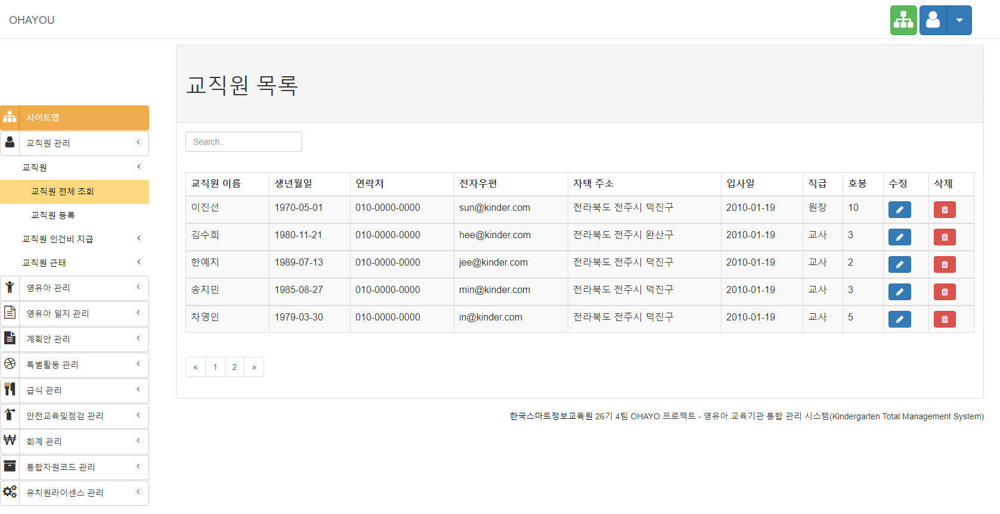 OHAYOU
교직원 목록
사이트맵
교직원 관리
교직원
교직원 전체 조회
교직원 등록
교직원 인건비 지급
교직원 근태
영유아 관리
영유아 일지 관리
계획안 관리
특별활동 관리
급식 관리
안전교육및점검 관리
회계 관리
통합자원코드 관리
유치원라이센스 관리
Search..
교직원 이름 생년월일 연락처 전자우편 자택 주소 입사일 직급 호봉 수정 삭제
이진선 1970-05-01 010-0000-0000 sun@kinder.com 전라북도 전주시 덕진구 2010-01-19 원장 10
김수희 1980-11-21 010-0000-0000 hee@kinder.com 전라북도 전주시 완산구 2010-01-19 교사 3
한예지 1989-07-13 010-0000-0000 jee@kinder.com 전라북도 전주시 덕진구 2010-01-19 교사 2
송지민 1985-08-27 010-0000-0000 min@kinder.com 전라북도 전주시 덕진구 2010-01-19 교사 3
차영인 1979-03-30 010-0000-0000 in@kinder.com 전라북도 전주시 덕진구 2010-01-19 교사 5
« 1 2 »
한국스마트정보교육원 26기 4팀 OHAYO 프로젝트 - 영유아 교육기관 통합 관리 시스템(Kindergarten Total Management System)